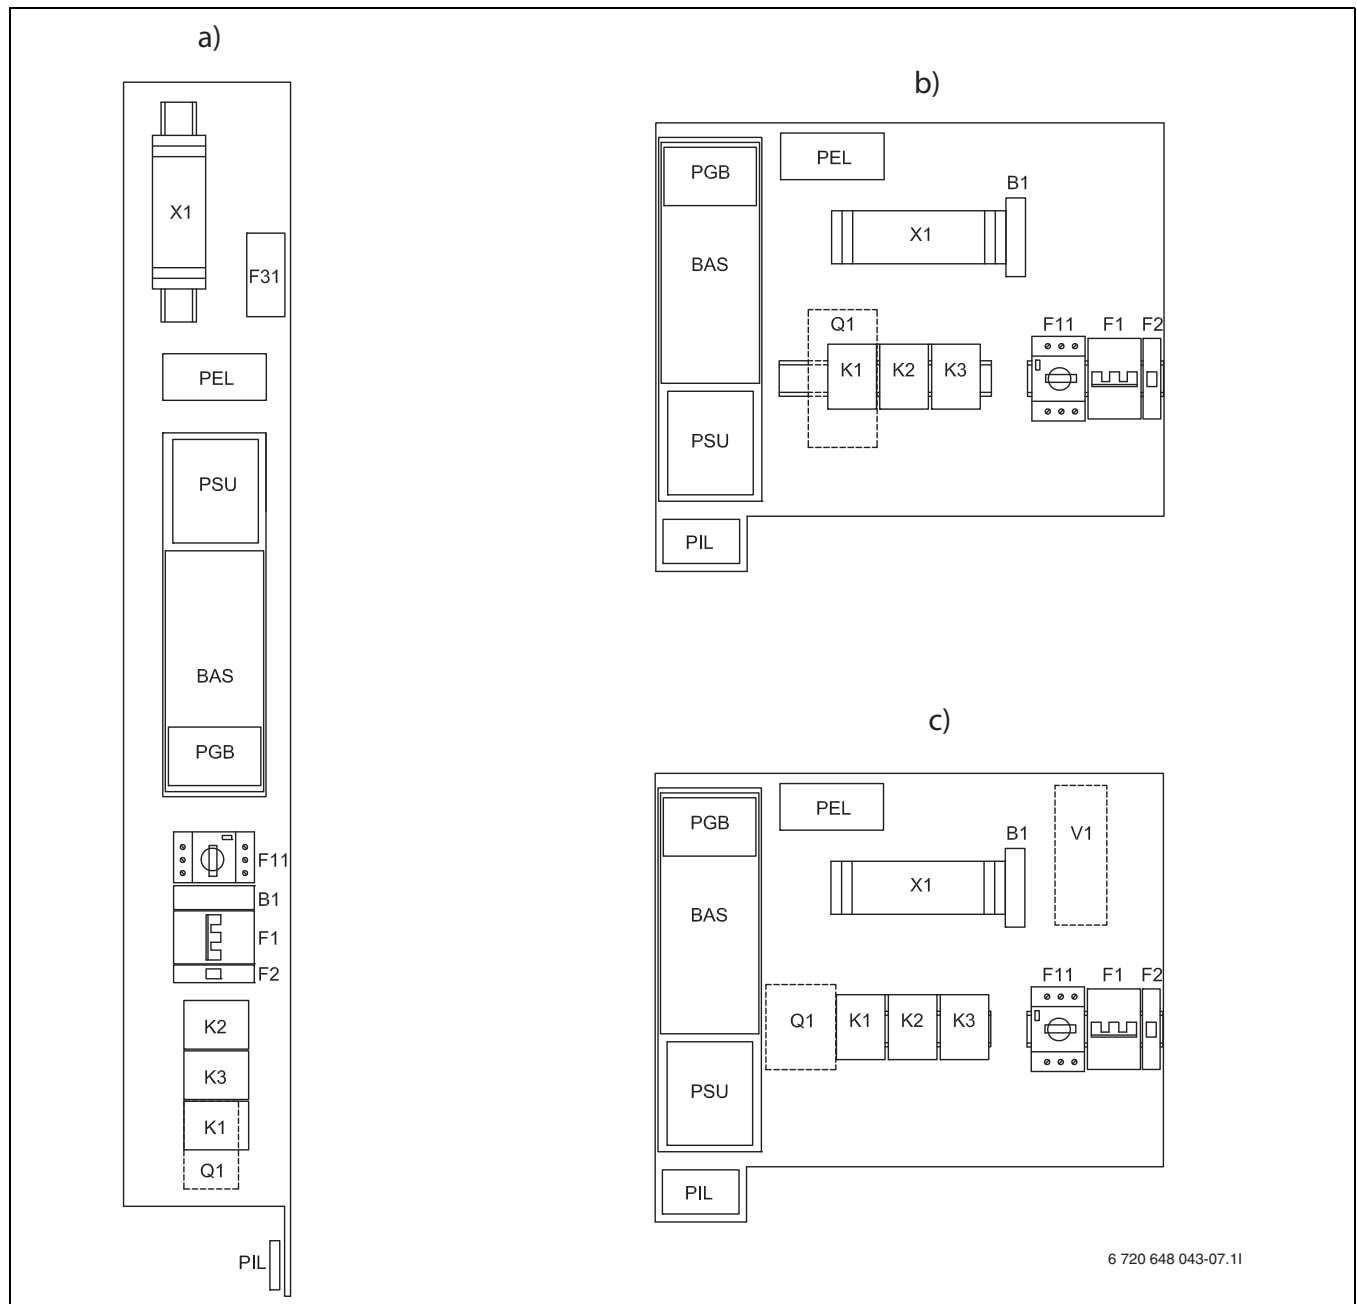 a)
X1
F31
PEL
PSU
BAS
PGB
F11
B1
F1
F2
K2
K3
K1
Q1
PIL
b)
PGB
PEL
B1
X1
BAS
Q1
F11 F1 F2
K1 K2 K3
PSU
PIL
c)
PGB
PEL
B1
V1
X1
BAS
F11 F1 F2
Q1 K1 K2 K3
PSU
PIL
6 720 648 043-07.1I